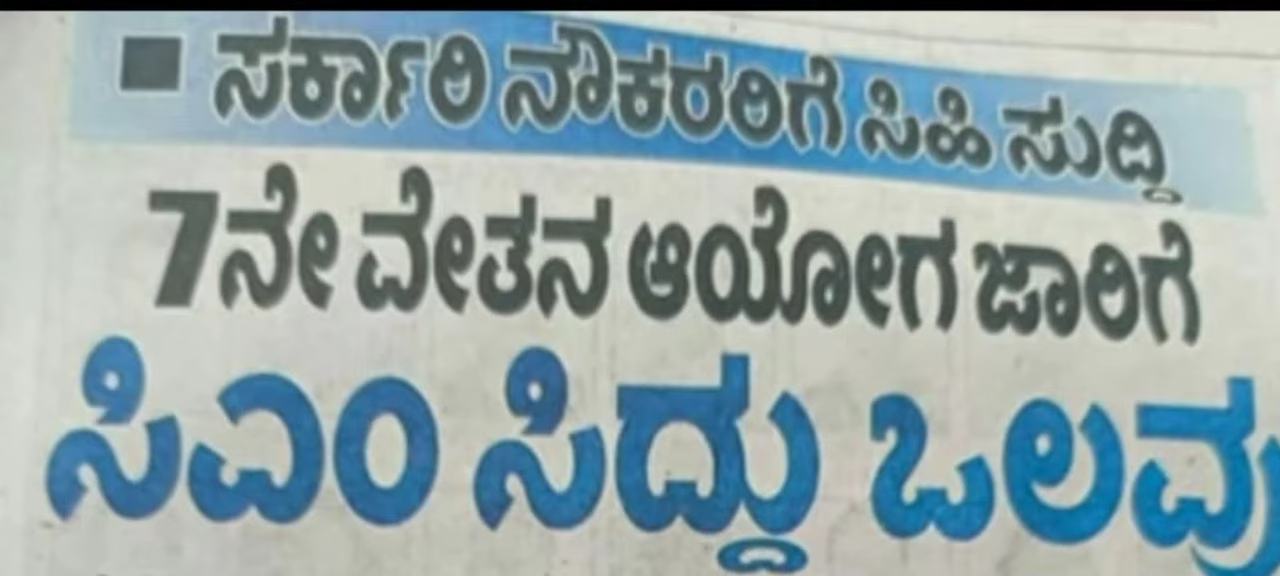 ■ ಸರ್ಕಾರಿ ನೌಕರರಿಗೆ ಸಿಹಿ ಸುದ್ದಿ
7ನೇ ವೇತನ ಆಯೋಗ ಜಾರಿಗೆ
ಸಿಎಂ ಸಿದ್ದು ಒಲವು